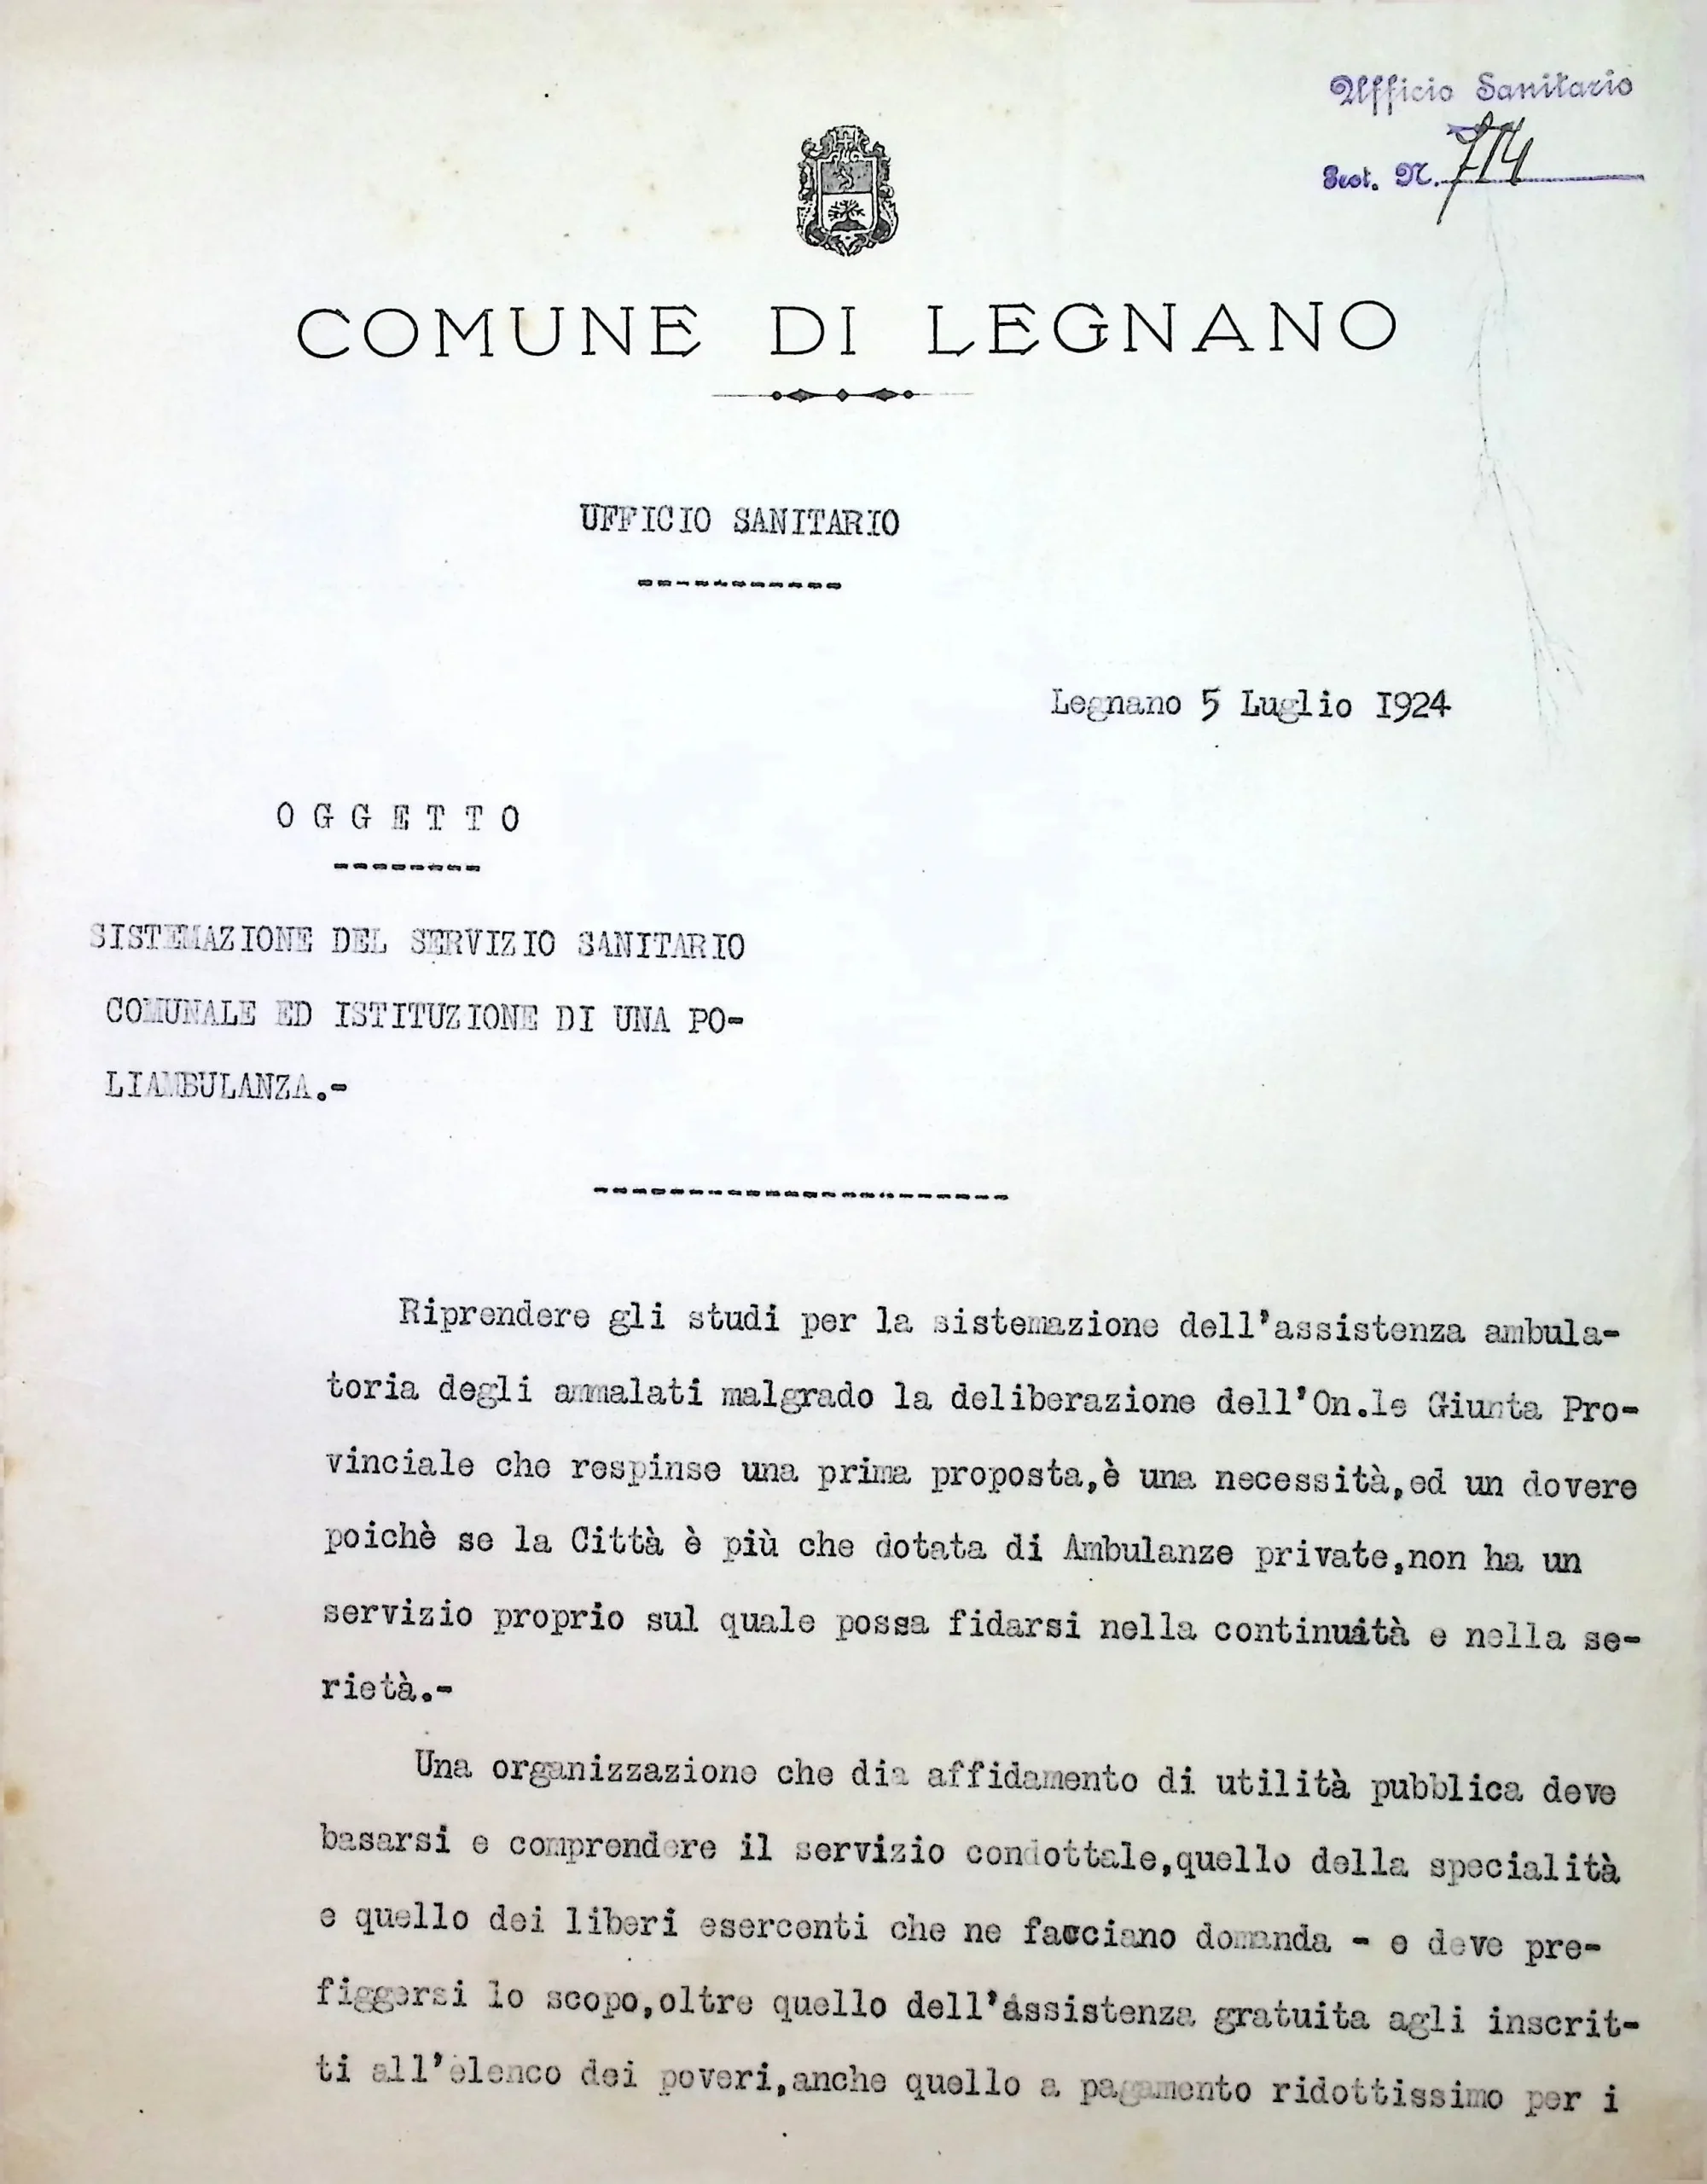 Ufficio Sanitario
Prot. N. 714
COMUNE DI LEGNANO
UFFICIO SANITARIO
-----------
Legnano 5 Luglio 1924
O G G E T T O
--------
SISTEMAZIONE DEL SERVIZIO SANITARIO
COMUNALE ED ISTITUZIONE DI UNA PO-
LIAMBULANZA.-
----------------------
Riprendere gli studi per la sistemazione dell'assistenza ambula-
toria degli ammalati malgrado la deliberazione dell'On.le Giunta Pro-
vinciale che respinse una prima proposta,è una necessità,ed un dovere
poichè se la Città è più che dotata di Ambulanze private,non ha un
servizio proprio sul quale possa fidarsi nella continuità e nella se-
rietà.-
Una organizzazione che dia affidamento di utilità pubblica deve
basarsi e comprendere il servizio condottale,quello della specialità
e quello dei liberi esercenti che ne facciano domanda - e deve pre-
figgersi lo scopo,oltre quello dell'assistenza gratuita agli inscrit-
ti all'elenco dei poveri,anche quello a pagamento ridottissimo per i